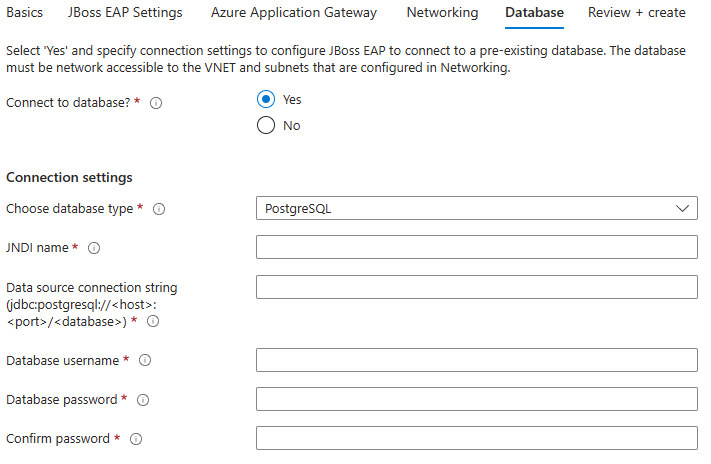 Basics JBoss EAP Settings Azure Application Gateway Networking Database Review + create
Select 'Yes' and specify connection settings to configure JBoss EAP to connect to a pre-existing database. The database
must be network accessible to the VNET and subnets that are configured in Networking.
Connect to database? *
Yes
No
Connection settings
Choose database type *
PostgreSQL
JNDI name *
Data source connection string
(jdbc:postgresql://<host>:
<port>/<database>) *
Database username *
Database password *
Confirm password *